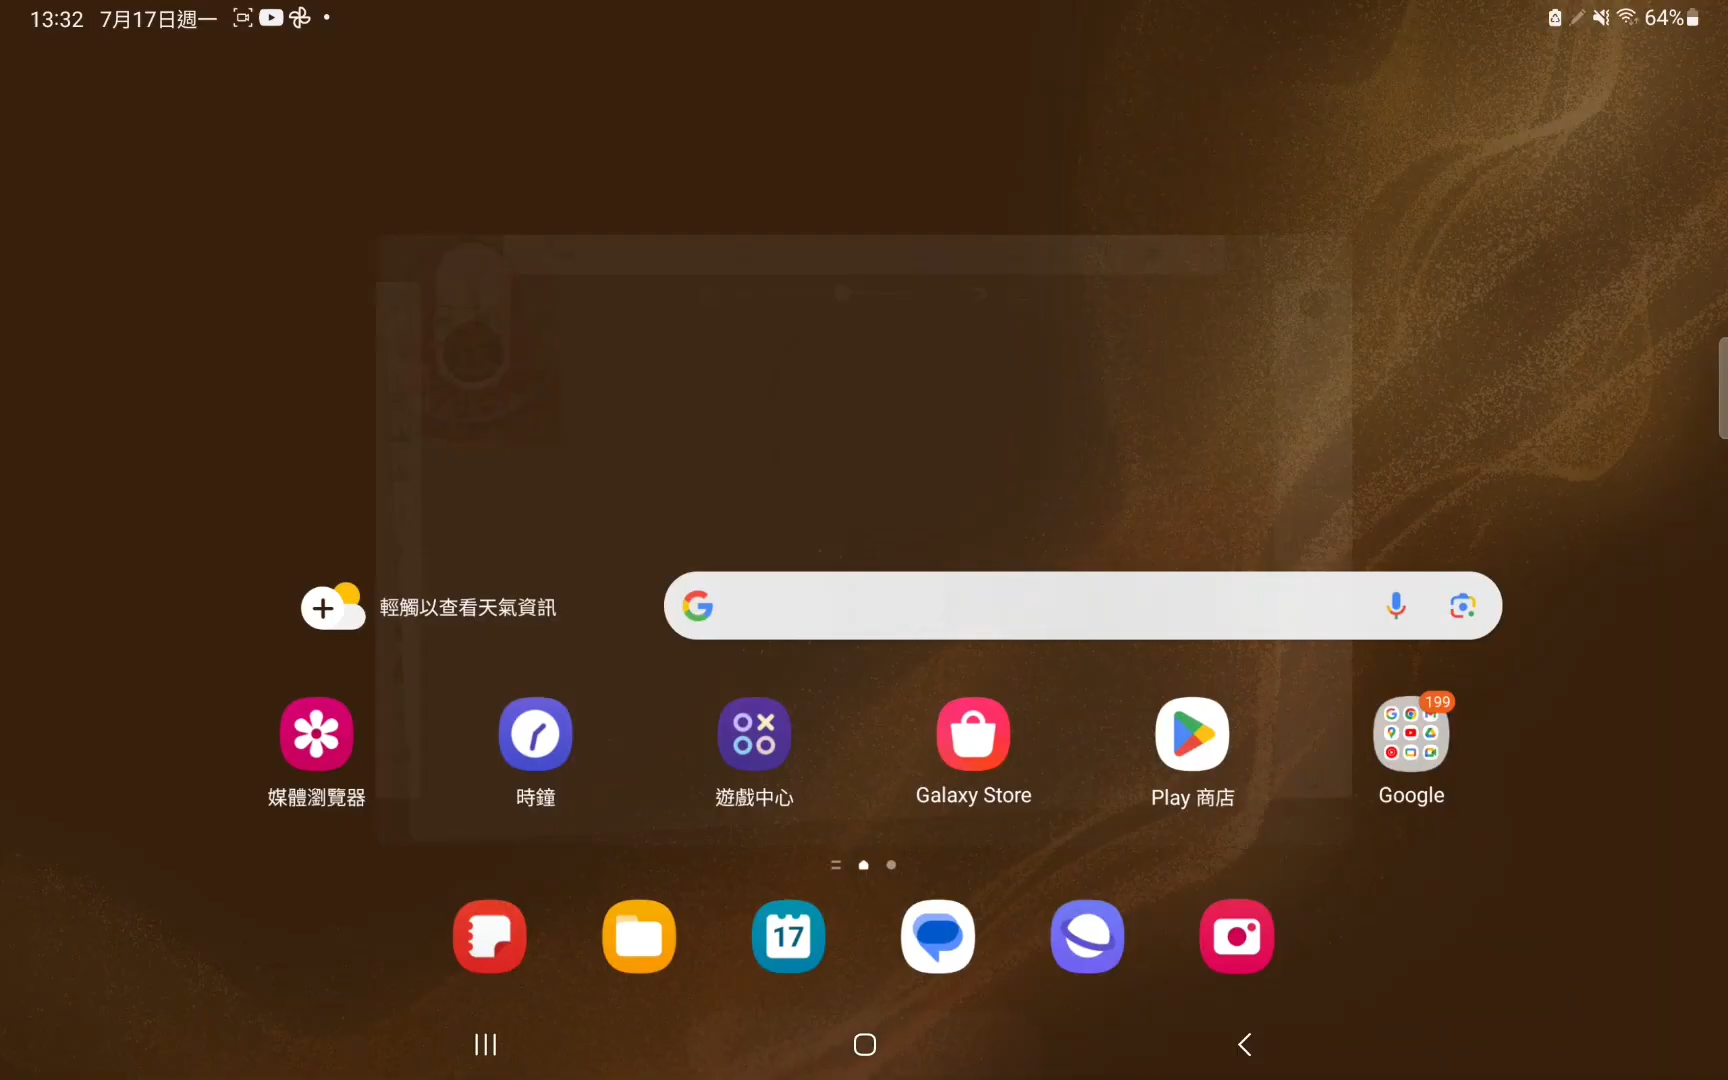 13:32 7月17日週一
64%
輕觸以查看天氣資訊
媒體瀏覽器
時鐘
遊戲中心
Galaxy Store
Play 商店
199
Google
17